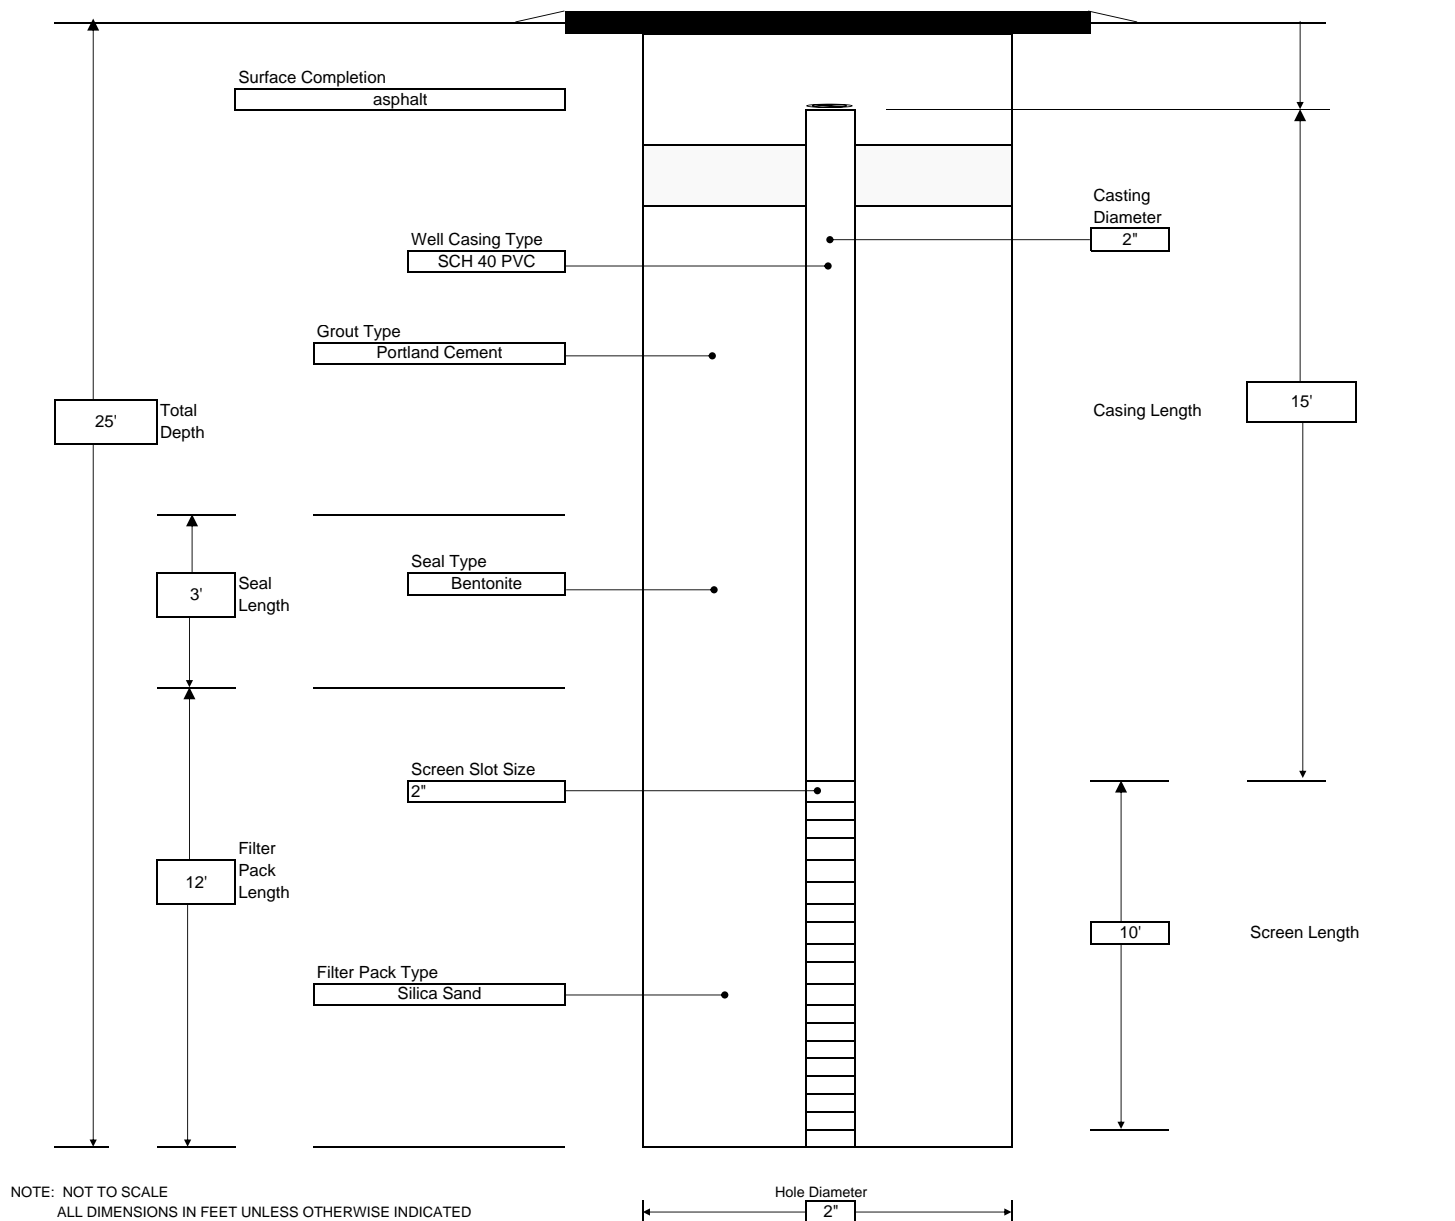 Surface Completion
asphalt
Casting
Diameter
2"
Well Casing Type
SCH 40 PVC
Grout Type
Portland Cement
25'
Total
Depth
Casing Length
15'
Seal Type
Bentonite
3'
Seal
Length
Screen Slot Size
2"
Filter
Pack
Length
12'
10'
Screen Length
Filter Pack Type
Silica Sand
NOTE: NOT TO SCALE
ALL DIMENSIONS IN FEET UNLESS OTHERWISE INDICATED
Hole Diameter
2"